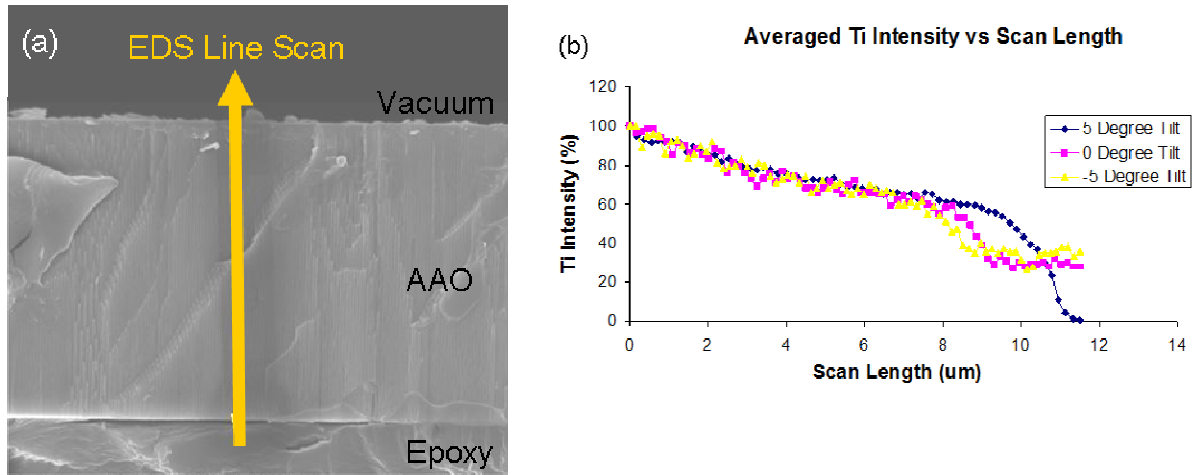 (a)
EDS Line Scan
Vacuum
AAO
Epoxy
(b)
Averaged Ti Intensity vs Scan Length
120
100
80
60
40
20
0
Ti Intensity (%)
0 2 4 6 8 10 12 14
Scan Length (um)
5 Degree Tilt
0 Degree Tilt
-5 Degree Tilt